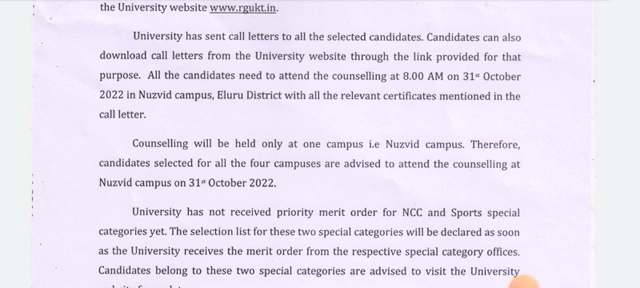 the University website www.rgukt.in.
University has sent call letters to all the selected candidates. Candidates can also
download call letters from the University website through the link provided for that
purpose. All the candidates need to attend the counselling at 8.00 AM on 31st October
2022 in Nuzvid campus, Eluru District with all the relevant certificates mentioned in the
call letter.
Counselling will be held only at one campus i.e Nuzvid campus. Therefore,
candidates selected for all the four campuses are advised to attend the counselling at
Nuzvid campus on 31st October 2022.
University has not received priority merit order for NCC and Sports special
categories yet. The selection list for these two special categories will be declared as soon
as the University receives the merit order from the respective special category offices.
Candidates belong to these two special categories are advised to visit the University